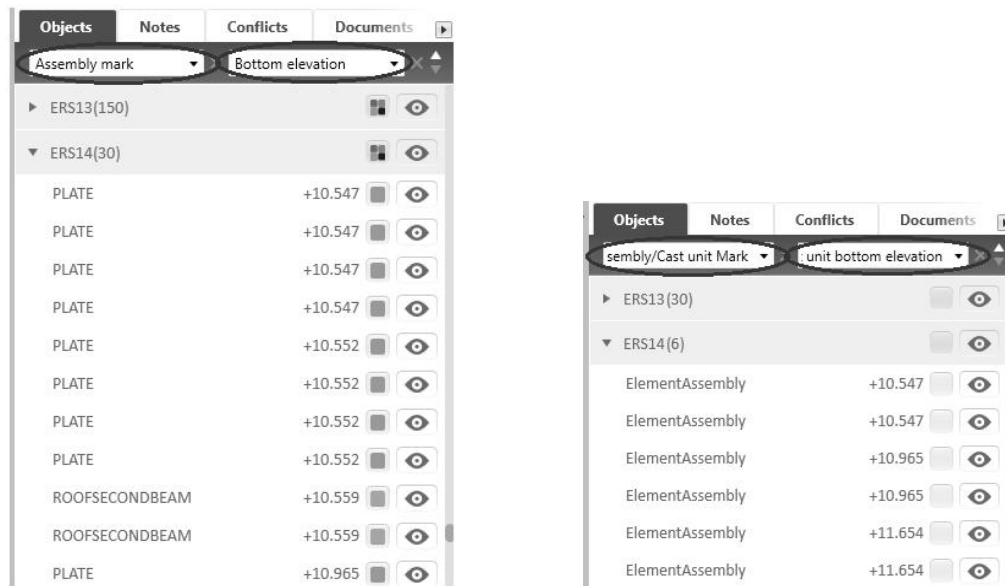 Objects Notes Conflicts Documents
Assembly mark Bottom elevation
ERS13(150)
ERS14(30)
PLATE +10.547
PLATE +10.547
PLATE +10.547
PLATE +10.547
PLATE +10.552
PLATE +10.552
PLATE +10.552
PLATE +10.552
ROOFSECONDBEAM +10.559
ROOFSECONDBEAM +10.559
PLATE +10.965
Objects Notes Conflicts Documents
sembly/Cast unit Mark : unit bottom elevation
ERS13(30)
ERS14(6)
ElementAssembly +10.547
ElementAssembly +10.547
ElementAssembly +10.965
ElementAssembly +10.965
ElementAssembly +11.654
ElementAssembly +11.654